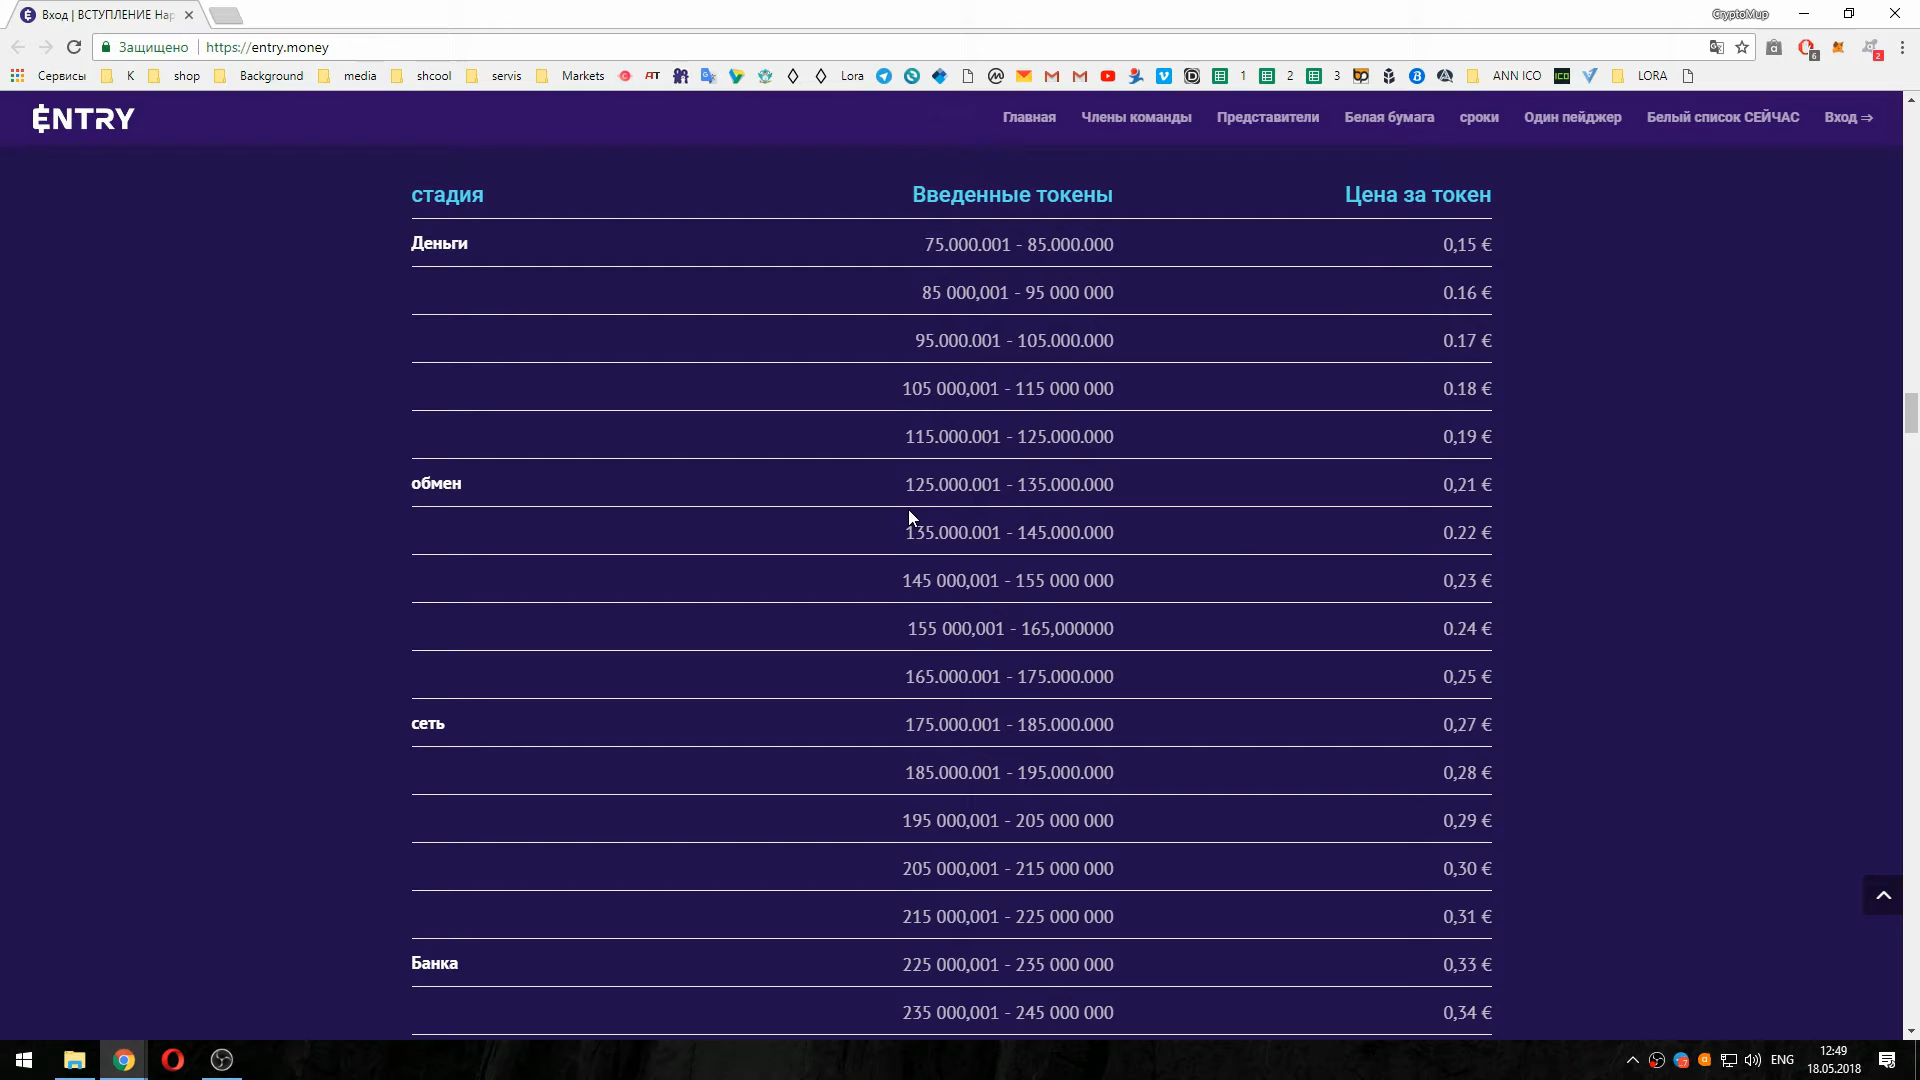 Вход | ВСТУПЛЕНИЕ Нар
CryptoMup
Защищено https://entry.money
Сервисы K shop Background media shcool servis Markets Lora 1 2 3 ANN ICO LORA
ENTRY
Главная Члены команды Представители Белая бумага сроки Один пейджер Белый список СЕЙЧАС Вход ⇒
стадия Введенные токены Цена за токен
Деньги 75.000.001 - 85.000.000 0,15 €
85 000,001 - 95 000 000 0.16 €
95.000.001 - 105.000.000 0.17 €
105 000,001 - 115 000 000 0.18 €
115.000.001 - 125.000.000 0,19 €
обмен 125.000.001 - 135.000.000 0,21 €
135.000.001 - 145.000.000 0.22 €
145 000,001 - 155 000 000 0,23 €
155 000,001 - 165,000000 0.24 €
165.000.001 - 175.000.000 0,25 €
сеть 175.000.001 - 185.000.000 0,27 €
185.000.001 - 195.000.000 0,28 €
195 000,001 - 205 000 000 0,29 €
205 000,001 - 215 000 000 0,30 €
215 000,001 - 225 000 000 0,31 €
Банка 225 000,001 - 235 000 000 0,33 €
235 000,001 - 245 000 000 0,34 €
ENG
12:49
18.05.2018